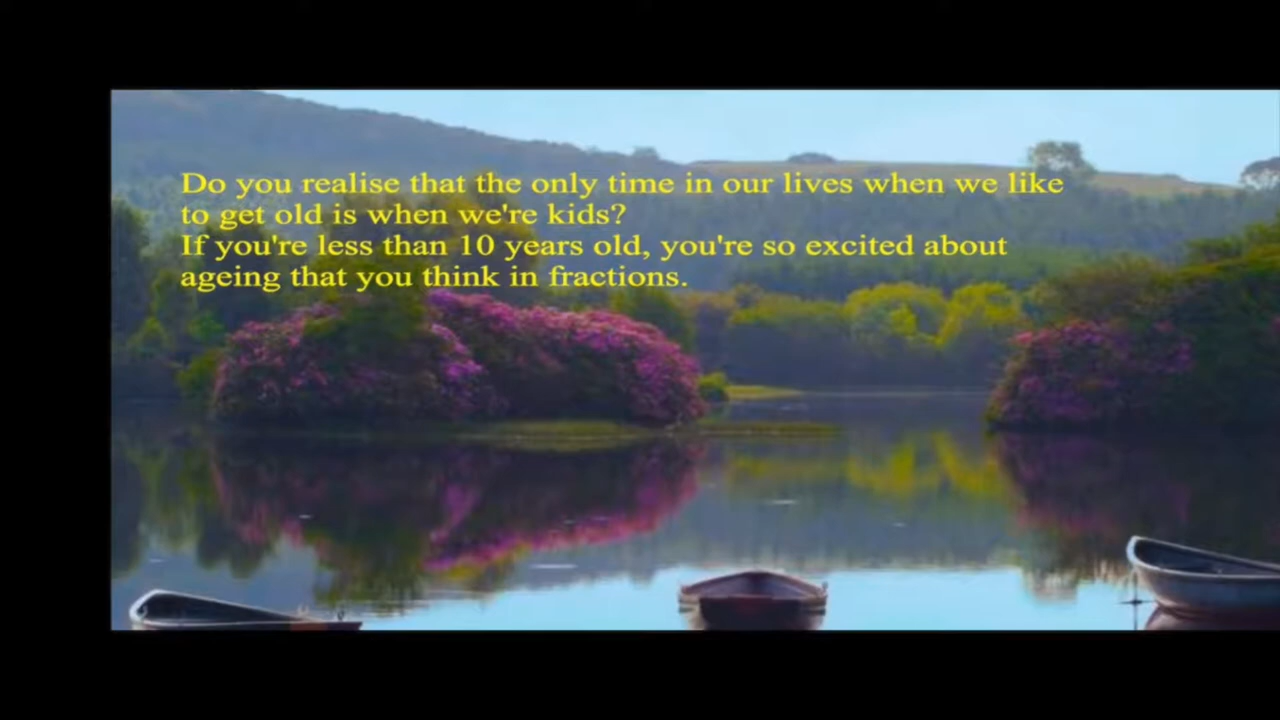 Do you realise that the only time in our lives when we like
to get old is when we're kids?
If you're less than 10 years old, you're so excited about
ageing that you think in fractions.